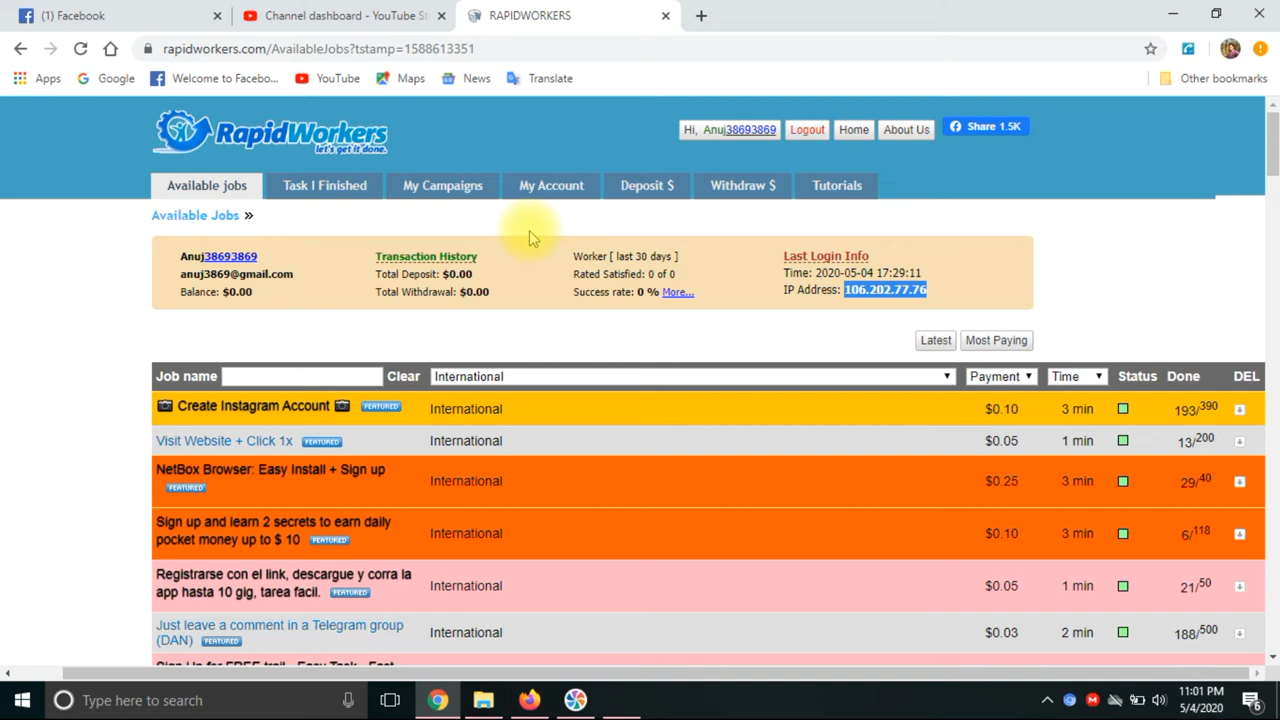 (1) Facebook
Channel dashboard - YouTube St
RAPIDWORKERS
rapidworkers.com/AvailableJobs?tstamp=1588613351
Apps
Google
Welcome to Facebo...
YouTube
Maps
News
Translate
Other bookmarks
RapidWorkers
let's get it done.
Hi, Anuj38693869
Logout
Home
About Us
Share 1.5K
Available jobs
Task I Finished
My Campaigns
My Account
Deposit $
Withdraw $
Tutorials
Available Jobs »
Anuj38693869
anuj3869@gmail.com
Balance: $0.00
Transaction History
Total Deposit: $0.00
Total Withdrawal: $0.00
Worker [ last 30 days ]
Rated Satisfied: 0 of 0
Success rate: 0 % More...
Last Login Info
Time: 2020-05-04 17:29:11
IP Address: 106.202.77.76
Latest
Most Paying
Job name Clear International Payment Time Status Done DEL
Create Instagram Account FEATURED International $0.10 3 min 193/390
Visit Website + Click 1x FEATURED International $0.05 1 min 13/200
NetBox Browser: Easy Install + Sign up
FEATURED International $0.25 3 min 29/40
Sign up and learn 2 secrets to earn daily
pocket money up to $ 10 FEATURED International $0.10 3 min 6/118
Registrarse con el link, descargue y corra la
app hasta 10 gig, tarea facil. FEATURED International $0.05 1 min 21/50
Just leave a comment in a Telegram group
(DAN) FEATURED International $0.03 2 min 188/500
Sign Up for FREE trail - Easy Task - Fast
Type here to search
11:01 PM
5/4/2020
6